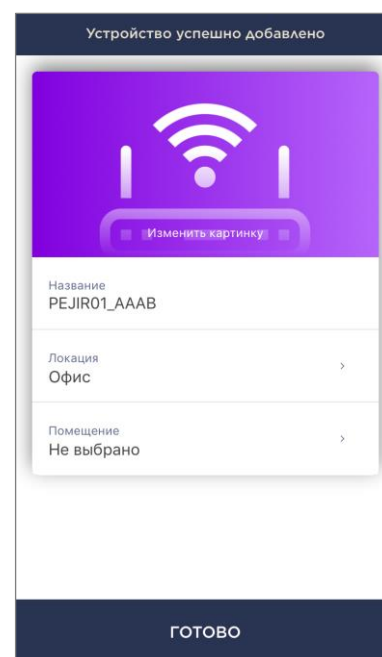 Устройство успешно добавлено
Изменить картинку
Название
PEJIR01_AAAB
Локация
Офис
Помещение
Не выбрано
ГОТОВО